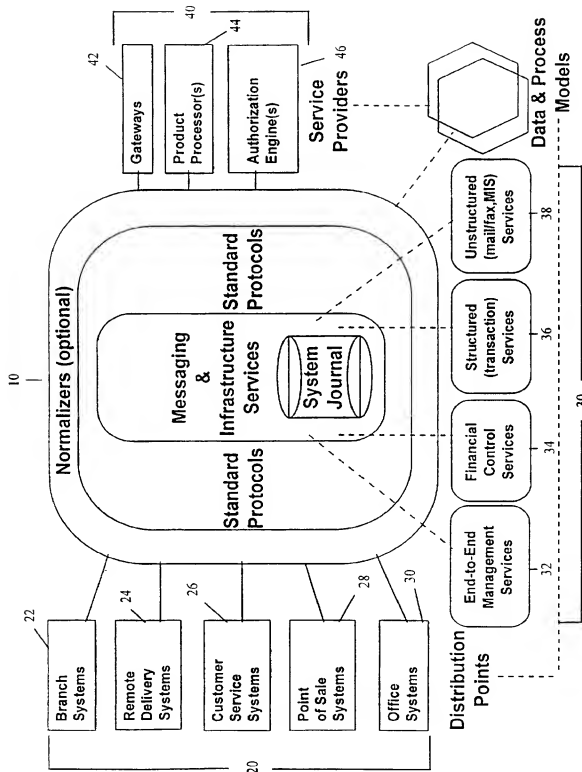 10
20
22
Branch
Systems
24
Remote
Delivery
Systems
26
Customer
Service
Systems
28
Point
of Sale
Systems
30
Office
Systems
Distribution
Points
Normalizers (optional)
Standard
Protocols
Messaging
&
Infrastructure
Services
System
Journal
Standard
Protocols
40
42
Gateways
44
Product
Processor(s)
46
Authorization
Engine(s)
Service
Providers
Data & Process
Models
End-to-End
Management
Services
32
Financial
Control
Services
34
Structured
(transaction)
Services
36
Unstructured
(mail/fax,MIS)
Services
38